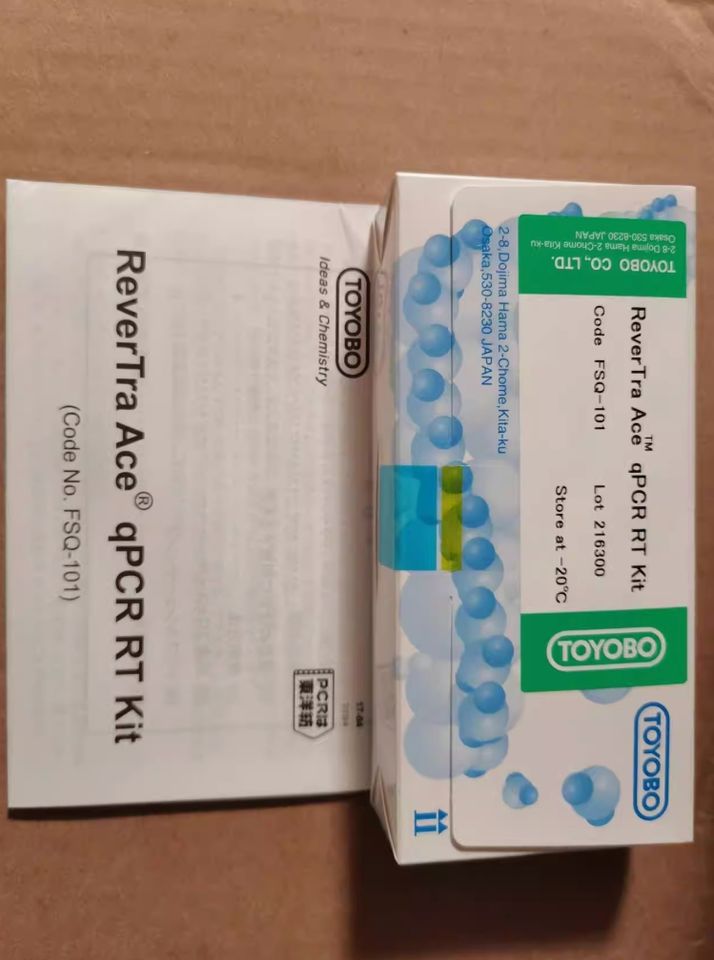 TOYOBO
Ideas & Chemistry
ReverTra Ace® qPCR RT Kit
(Code No. FSQ-101)
PCRは
東洋紡
17-04
TOYOBO CO., LTD.
2-8 Dojima Hama 2-Chome Kita-ku
Osaka 530-8230 JAPAN
ReverTra Ace™ qPCR RT Kit
Code FSQ-101 Lot 216300
Store at -20°C
TOYOBO
TOYOBO
2-8,Dojima Hama 2-Chome,Kita-ku
Osaka,530-8230 JAPAN